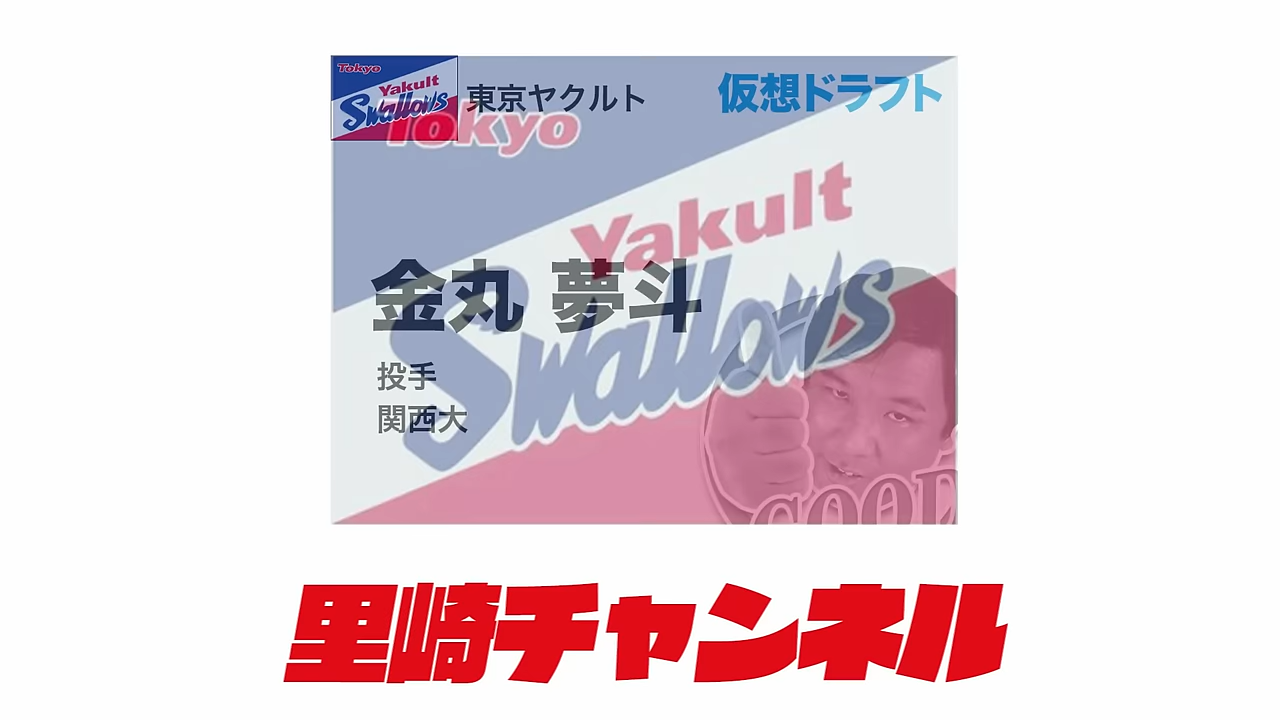 Tokyo
Yakult
Swallows
東京ヤクルト
仮想ドラフト
Tokyo
Yakult
Swallows
金丸 夢斗
投手
関西大
GOOD
里崎チャンネル